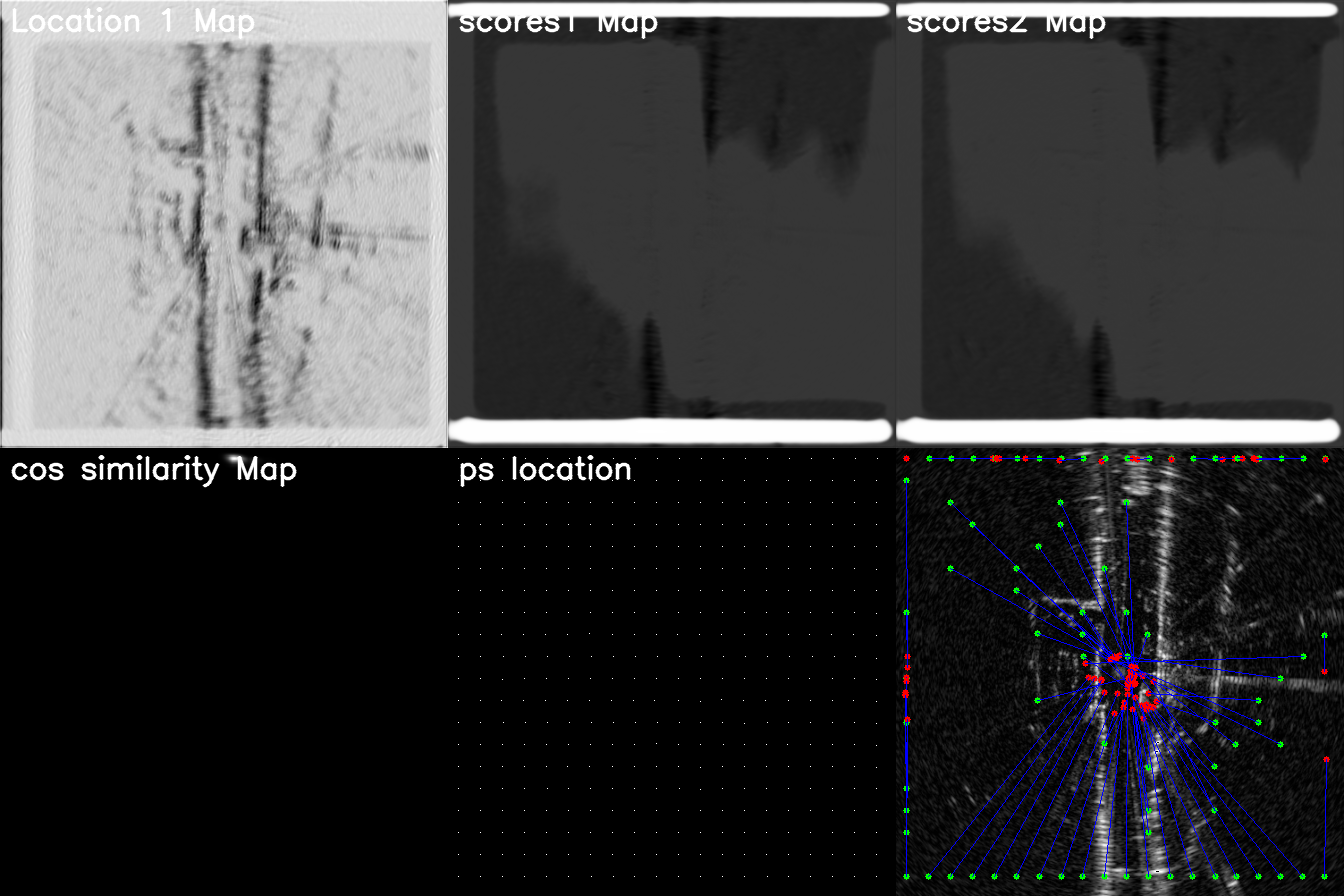 Location 1 Map
scores1 Map
scores2 Map
cos similarity Map
ps location